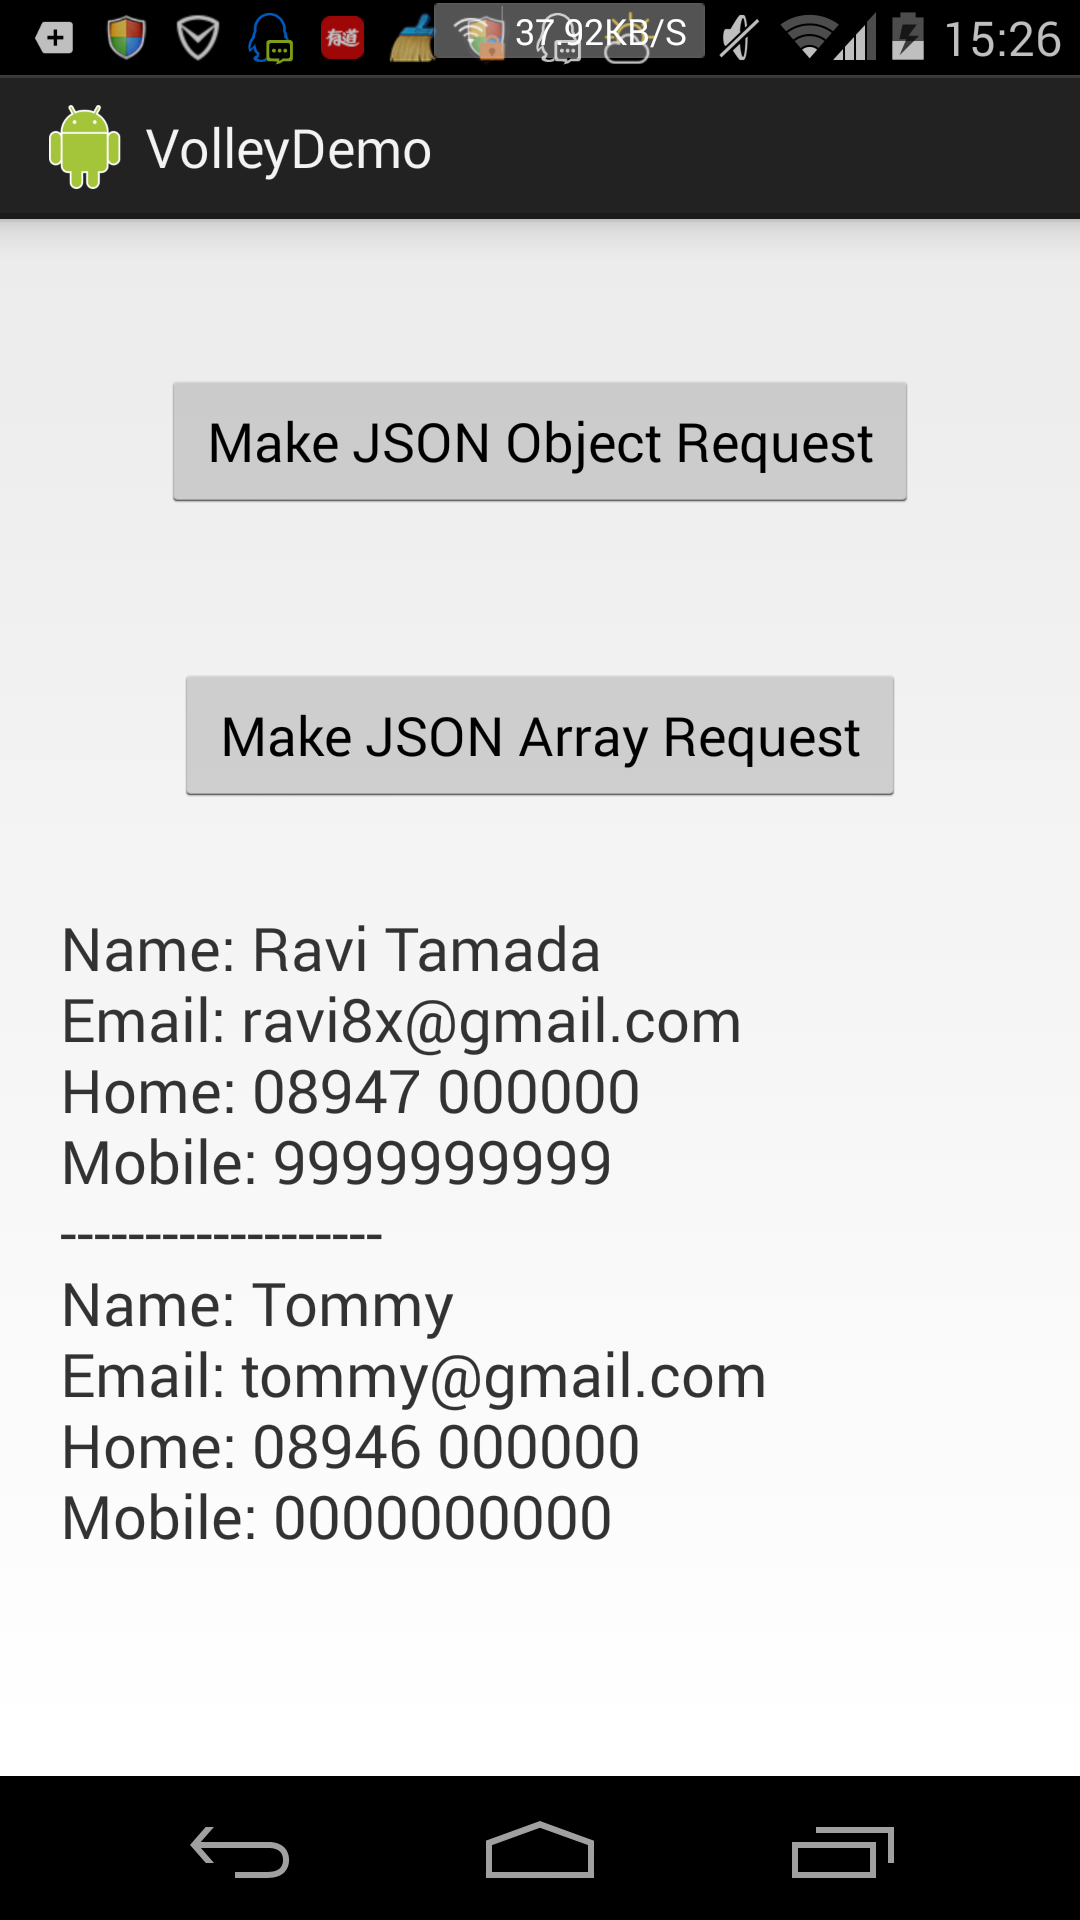 有道 37.92KB/S 15:26
VolleyDemo
Make JSON Object Request
Make JSON Array Request
Name: Ravi Tamada
Email: ravi8x@gmail.com
Home: 08947 000000
Mobile: 9999999999
-------------------
Name: Tommy
Email: tommy@gmail.com
Home: 08946 000000
Mobile: 0000000000